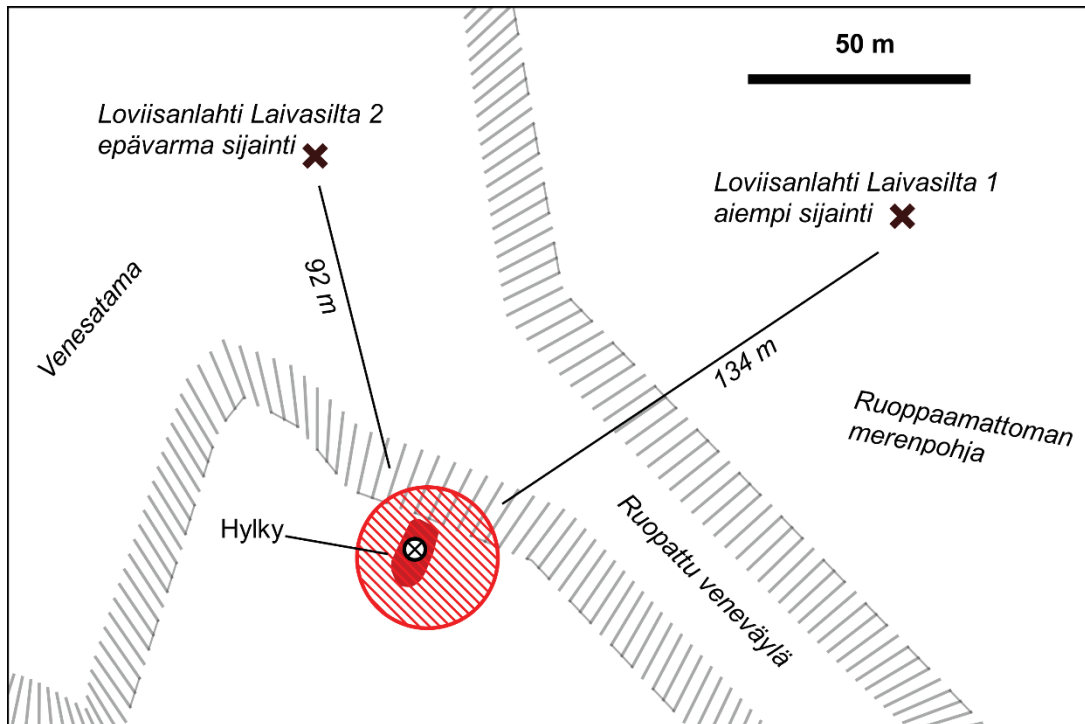 50 m
Loviisanlahti Laivasilta 2
epävarma sijainti
Loviisanlahti Laivasilta 1
aiempi sijainti
92 m
Venesatama
134 m
Ruoppaamattoman
merenpohja
Hylky
Ruopattu veneväylä